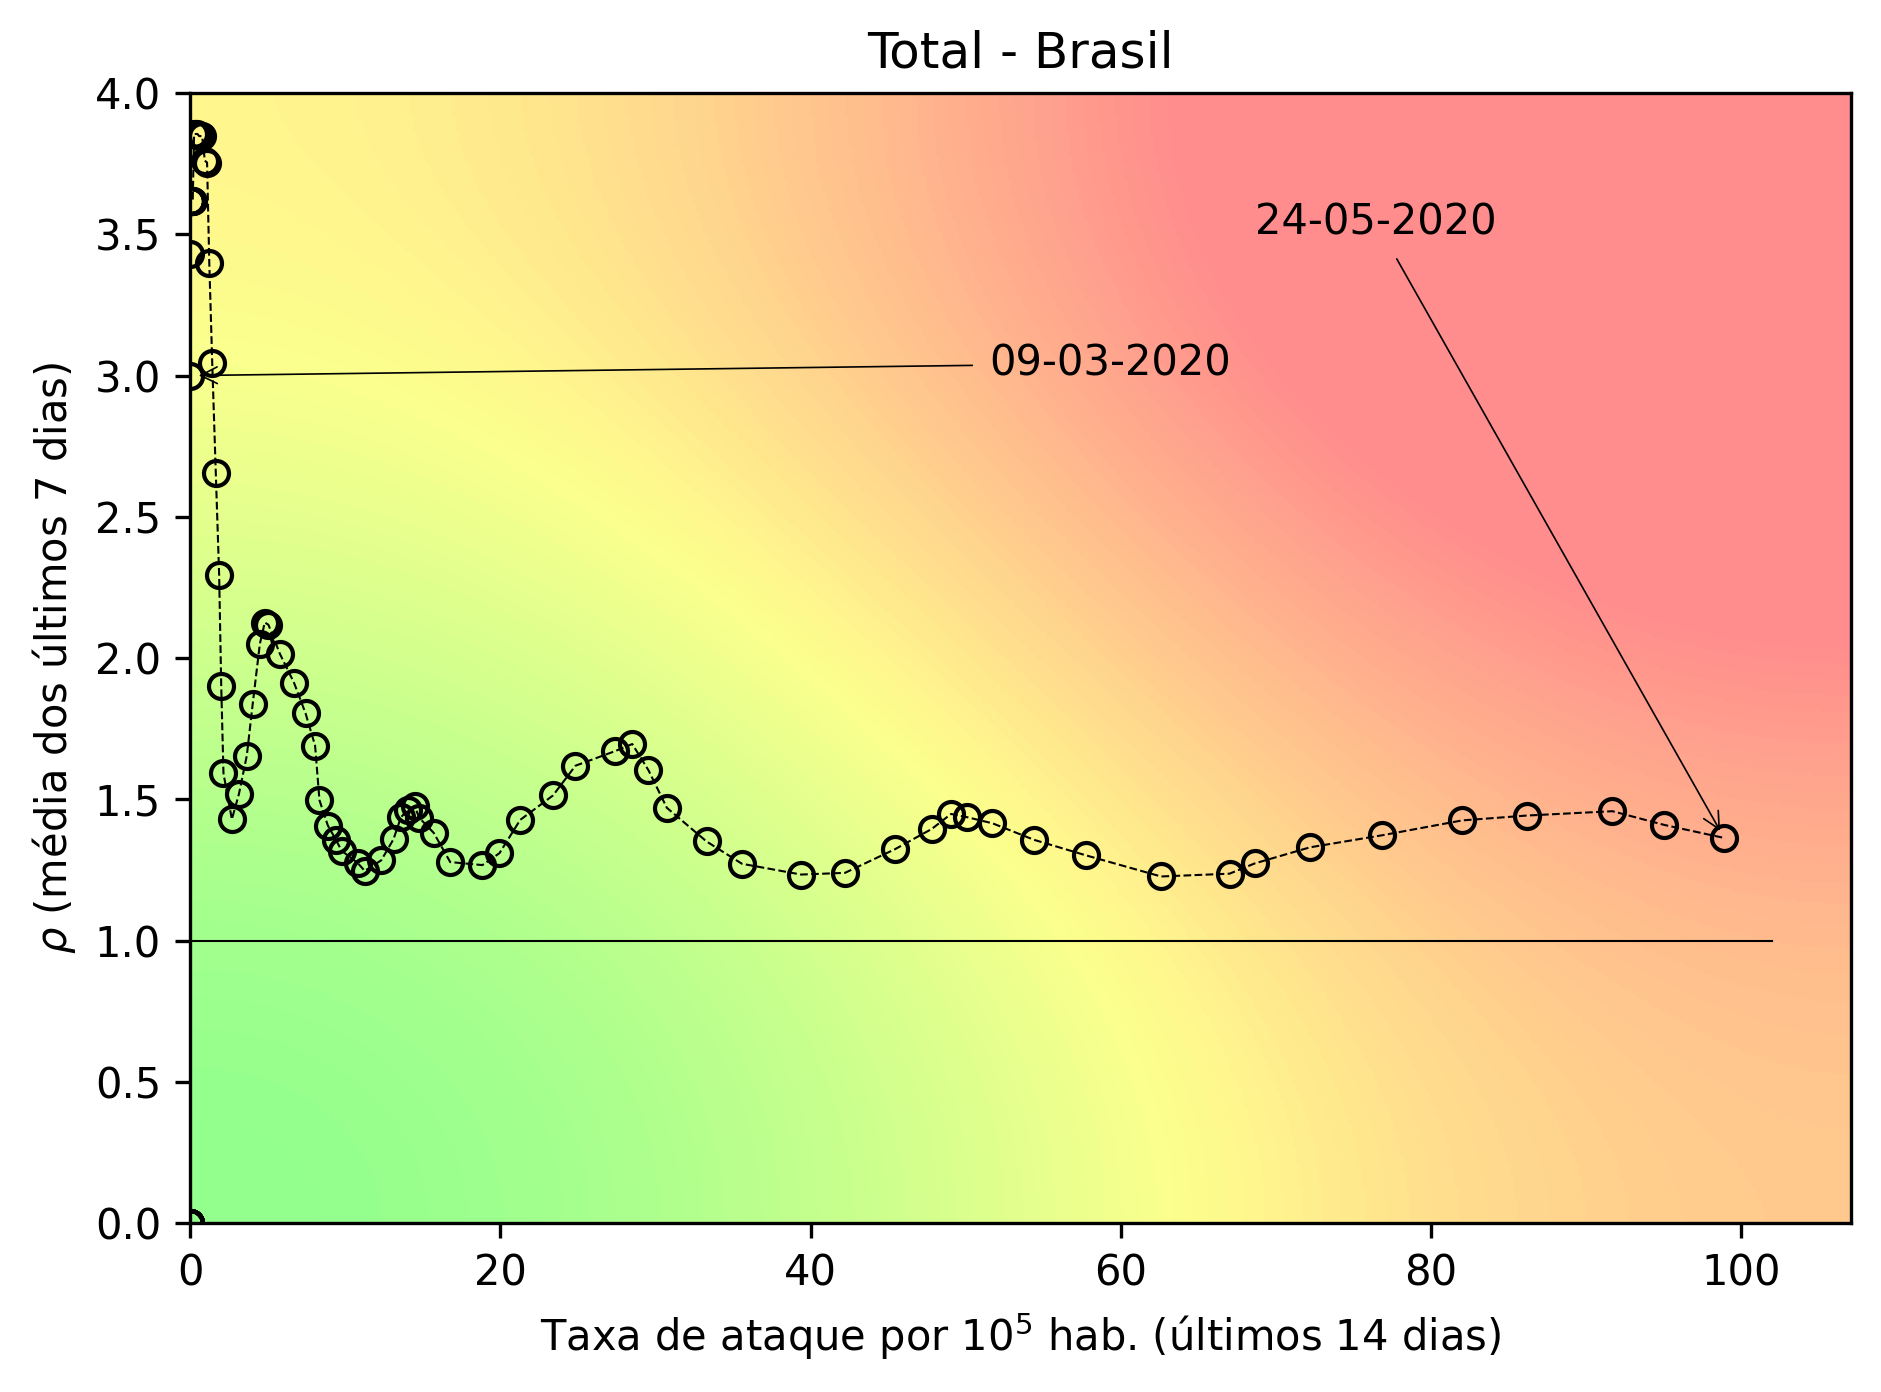 Total - Brasil
4.0
3.5
3.0
2.5
2.0
1.5
1.0
0.5
0.0
ρ (média dos últimos 7 dias)
24-05-2020
09-03-2020
0 20 40 60 80 100
Taxa de ataque por 10⁵ hab. (últimos 14 dias)